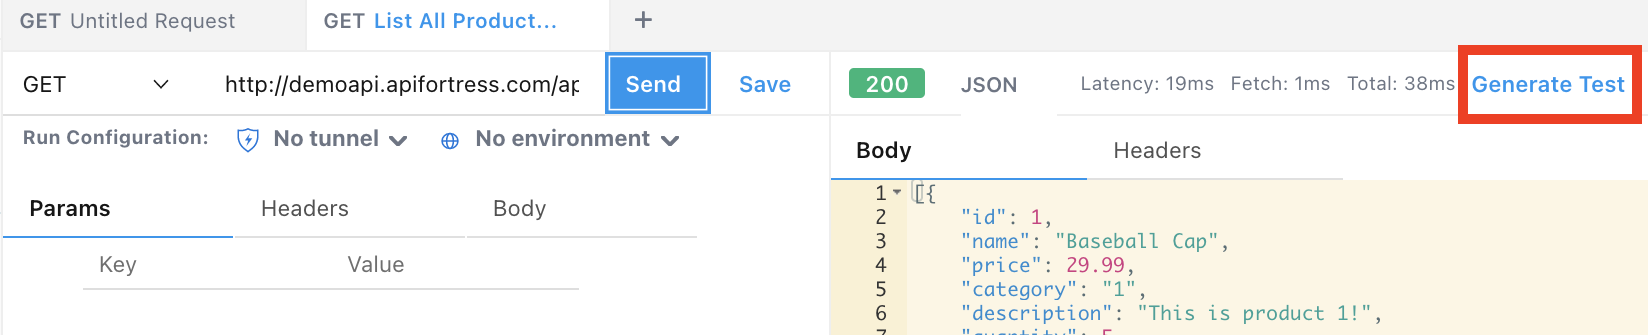 GET Untitled Request
GET List All Product...
+
GET
http://demoapi.apifortress.com/ap
Send
Save
Run Configuration:
No tunnel
No environment
Params
Headers
Body
Key
Value
200
JSON
Latency: 19ms
Fetch: 1ms
Total: 38ms
Generate Test
Body
Headers
1 [{
2 "id": 1,
3 "name": "Baseball Cap",
4 "price": 29.99,
5 "category": "1",
6 "description": "This is product 1!",